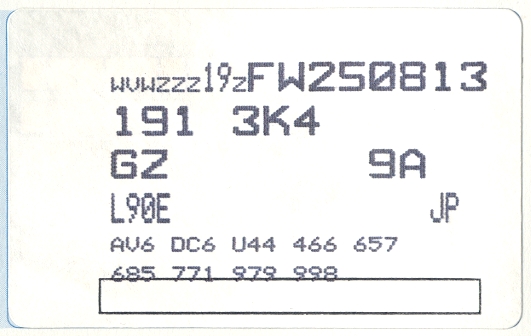 WVWZZZ19ZFW250813
191 3K4
GZ 9A
L90E JP
AV6 DC6 U44 466 657
685 771 979 998